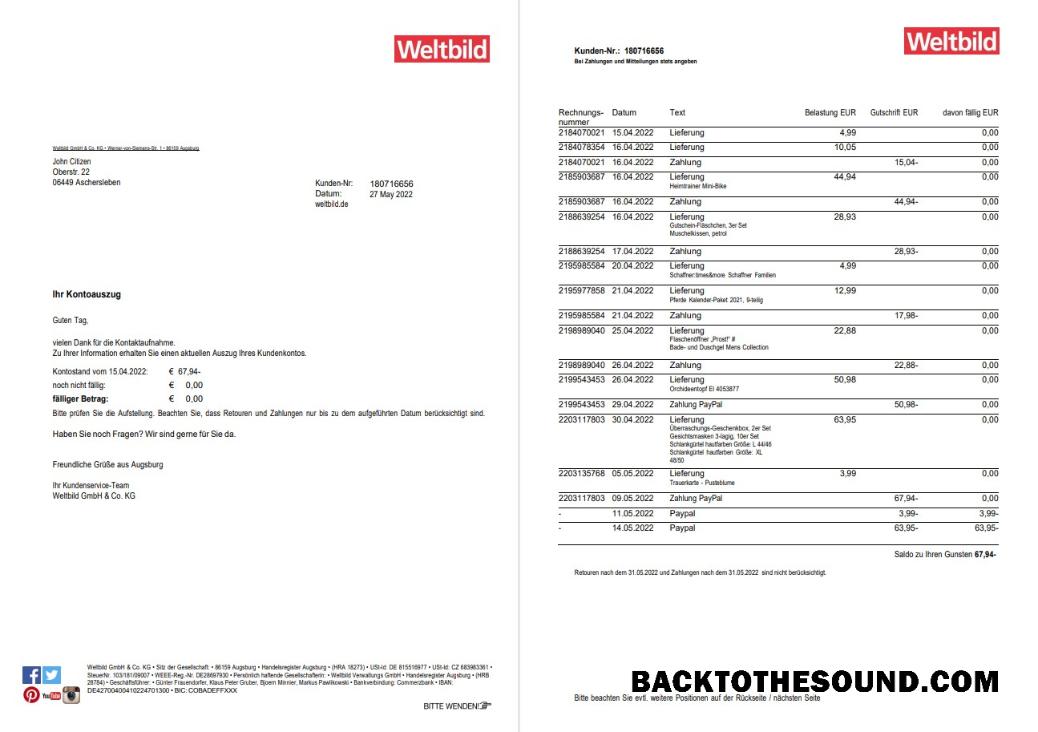 Weltbild
Weltbild GmbH & Co. KG • Werner-von-Siemens-Str. 1 • 86159 Augsburg
John Citizen
Oberstr. 22
06449 Aschersleben
Kunden-Nr: 180716656
Datum: 27 May 2022
weltbild.de
Ihr Kontoauszug
Guten Tag,
vielen Dank für die Kontaktaufnahme.
Zu Ihrer Information erhalten Sie einen aktuellen Auszug Ihres Kundenkontos.
Kontostand vom 15.04.2022: € 67,94-
noch nicht fällig: € 0,00
fälliger Betrag: € 0,00
Bitte prüfen Sie die Aufstellung. Beachten Sie, dass Retouren und Zahlungen nur bis zu dem aufgeführten Datum berücksichtigt sind.
Haben Sie noch Fragen? Wir sind gerne für Sie da.
Freundliche Grüße aus Augsburg
Ihr Kundenservice-Team
Weltbild GmbH & Co. KG
Weltbild GmbH & Co. KG • Sitz der Gesellschaft: • 86159 Augsburg • Handelsregister Augsburg • (HRA 18273) • USt-Id: DE 815516977 • USt-Id: CZ 683983361 •
SteuerNr. 103/181/09007 • WEEE-Reg.-Nr. DE28697930 • Persönlich haftende Gesellschafterin: • Weltbild Verwaltungs GmbH • Handelsregister Augsburg • (HRB
28784) • Geschäftsführer: • Günter Frauendorfer, Klaus Peter Gruber, Bjoern Minnier, Markus Pawlikowski • Bankverbindung: Commerzbank • IBAN:
DE42700400410224701300 • BIC: COBADEFFXXX
BITTE WENDEN!
Weltbild
Kunden-Nr.: 180716656
Bei Zahlungen und Mitteilungen stets angeben
Rechnungs- Datum Text Belastung EUR Gutschrift EUR davon fällig EUR
nummer
2184070021 15.04.2022 Lieferung 4,99 0,00
2184078354 16.04.2022 Lieferung 10,05 0,00
2184070021 16.04.2022 Zahlung 15,04- 0,00
2185903687 16.04.2022 Lieferung 44,94 0,00
Heimtrainer Mini-Bike
2185903687 16.04.2022 Zahlung 44,94- 0,00
2188639254 16.04.2022 Lieferung 28,93 0,00
Gutschein-Fläschchen, 3er Set
Muschelkissen, petrol
2188639254 17.04.2022 Zahlung 28,93- 0,00
2195985584 20.04.2022 Lieferung 4,99 0,00
Schaffner:times&more Schaffner Familien
2195977858 21.04.2022 Lieferung 12,99 0,00
Pferde Kalender-Paket 2021, 9-teilig
2195985584 21.04.2022 Zahlung 17,98- 0,00
2198989040 25.04.2022 Lieferung 22,88 0,00
Flaschenöffner „Prost!" #
Bade- und Duschgel Mens Collection
2198989040 26.04.2022 Zahlung 22,88- 0,00
2199543453 26.04.2022 Lieferung 50,98 0,00
Orchideentopf EI 4053877
2199543453 29.04.2022 Zahlung PayPal 50,98- 0,00
2203117803 30.04.2022 Lieferung 63,95 0,00
Überraschungs-Geschenkbox, 2er Set
Gesichtsmasken 3-lagig, 10er Set
Schlankgürtel hautfarben Größe: L 44/46
Schlankgürtel hautfarben Größe: XL
48/50
2203135768 05.05.2022 Lieferung 3,99 0,00
Trauerkarte - Pusteblume
2203117803 09.05.2022 Zahlung PayPal 67,94- 0,00
- 11.05.2022 Paypal 3,99- 3,99-
- 14.05.2022 Paypal 63,95- 63,95-
Saldo zu Ihren Gunsten 67,94-
Retouren nach dem 31.05.2022 und Zahlungen nach dem 31.05.2022 sind nicht berücksichtigt.
BACKTOTHESOUND.COM
Bitte beachten Sie evtl. weitere Positionen auf der Rückseite / nächsten Seite